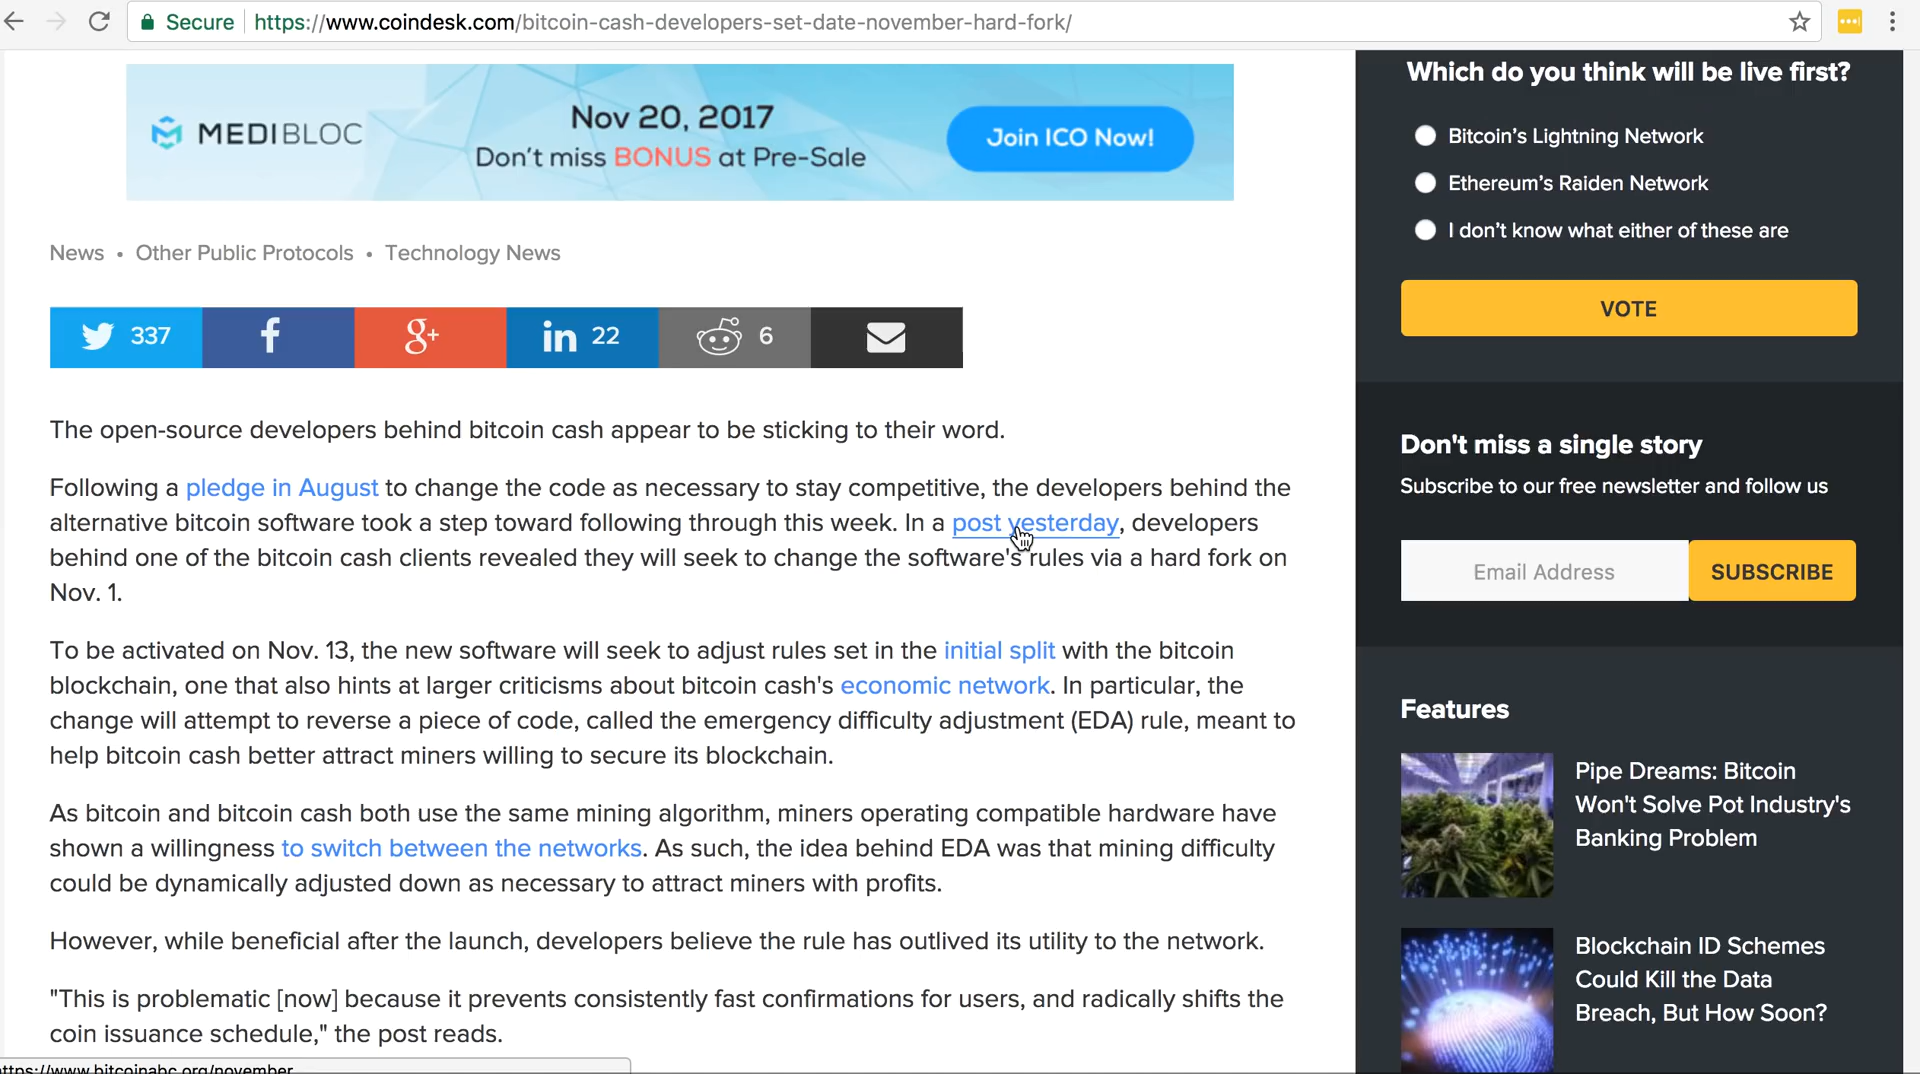 Secure https://www.coindesk.com/bitcoin-cash-developers-set-date-november-hard-fork/
MEDIBLOC
Nov 20, 2017
Don't miss BONUS at Pre-Sale
Join ICO Now!
News • Other Public Protocols • Technology News
337
f
g+
in 22
6
The open-source developers behind bitcoin cash appear to be sticking to their word.
Following a pledge in August to change the code as necessary to stay competitive, the developers behind the
alternative bitcoin software took a step toward following through this week. In a post yesterday, developers
behind one of the bitcoin cash clients revealed they will seek to change the software's rules via a hard fork on
Nov. 1.
To be activated on Nov. 13, the new software will seek to adjust rules set in the initial split with the bitcoin
blockchain, one that also hints at larger criticisms about bitcoin cash's economic network. In particular, the
change will attempt to reverse a piece of code, called the emergency difficulty adjustment (EDA) rule, meant to
help bitcoin cash better attract miners willing to secure its blockchain.
As bitcoin and bitcoin cash both use the same mining algorithm, miners operating compatible hardware have
shown a willingness to switch between the networks. As such, the idea behind EDA was that mining difficulty
could be dynamically adjusted down as necessary to attract miners with profits.
However, while beneficial after the launch, developers believe the rule has outlived its utility to the network.
"This is problematic [now] because it prevents consistently fast confirmations for users, and radically shifts the
coin issuance schedule," the post reads.
https://www.bitcoinabc.org/november
Which do you think will be live first?
Bitcoin's Lightning Network
Ethereum's Raiden Network
I don't know what either of these are
VOTE
Don't miss a single story
Subscribe to our free newsletter and follow us
Email Address SUBSCRIBE
Features
Pipe Dreams: Bitcoin
Won't Solve Pot Industry's
Banking Problem
Blockchain ID Schemes
Could Kill the Data
Breach, But How Soon?